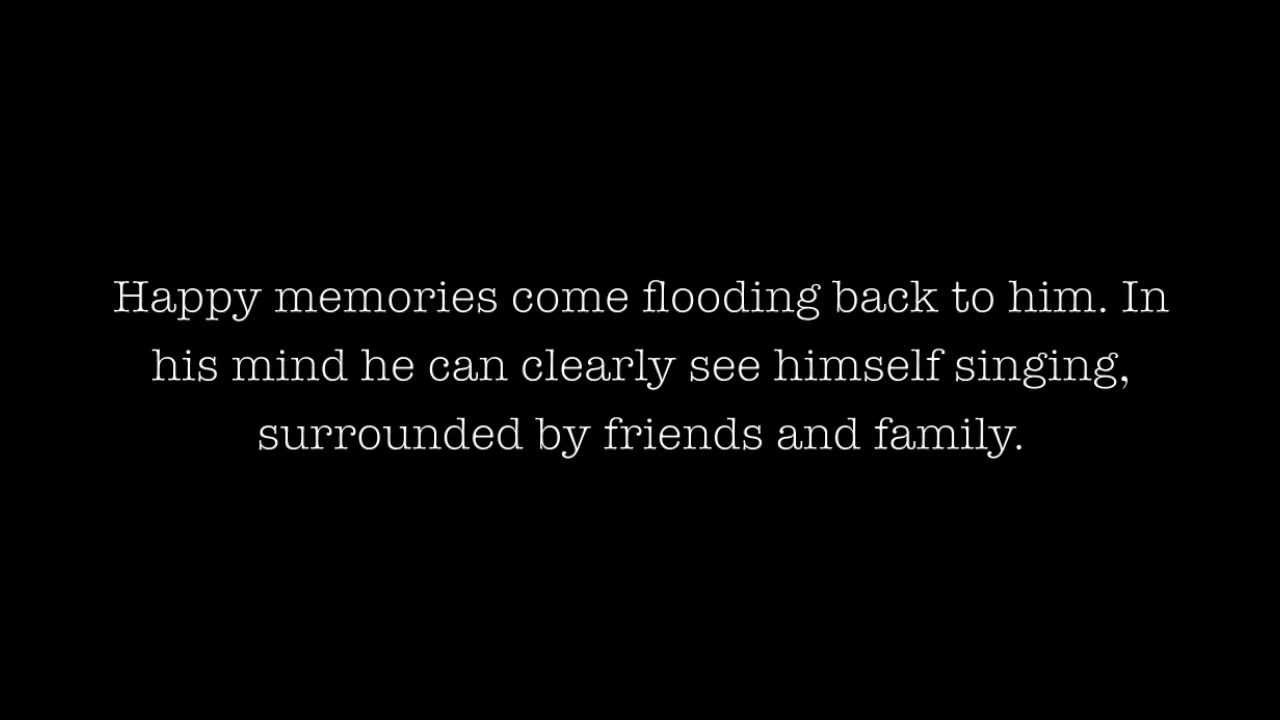 Happy memories come flooding back to him. In
his mind he can clearly see himself singing,
surrounded by friends and family.